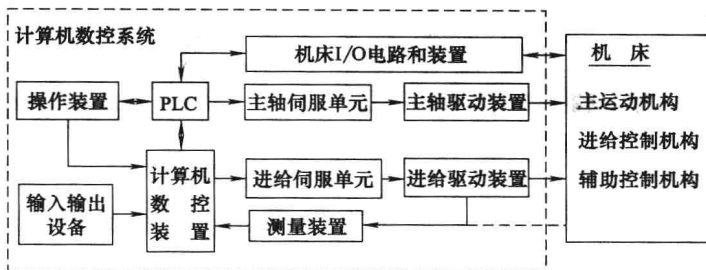 计算机数控系统
机床I/O电路和装置
机 床
操作装置
PLC
主轴伺服单元
主轴驱动装置
主运动机构
进给控制机构
辅助控制机构
计算机
数 控
装 置
进给伺服单元
进给驱动装置
输入输出
设备
测量装置